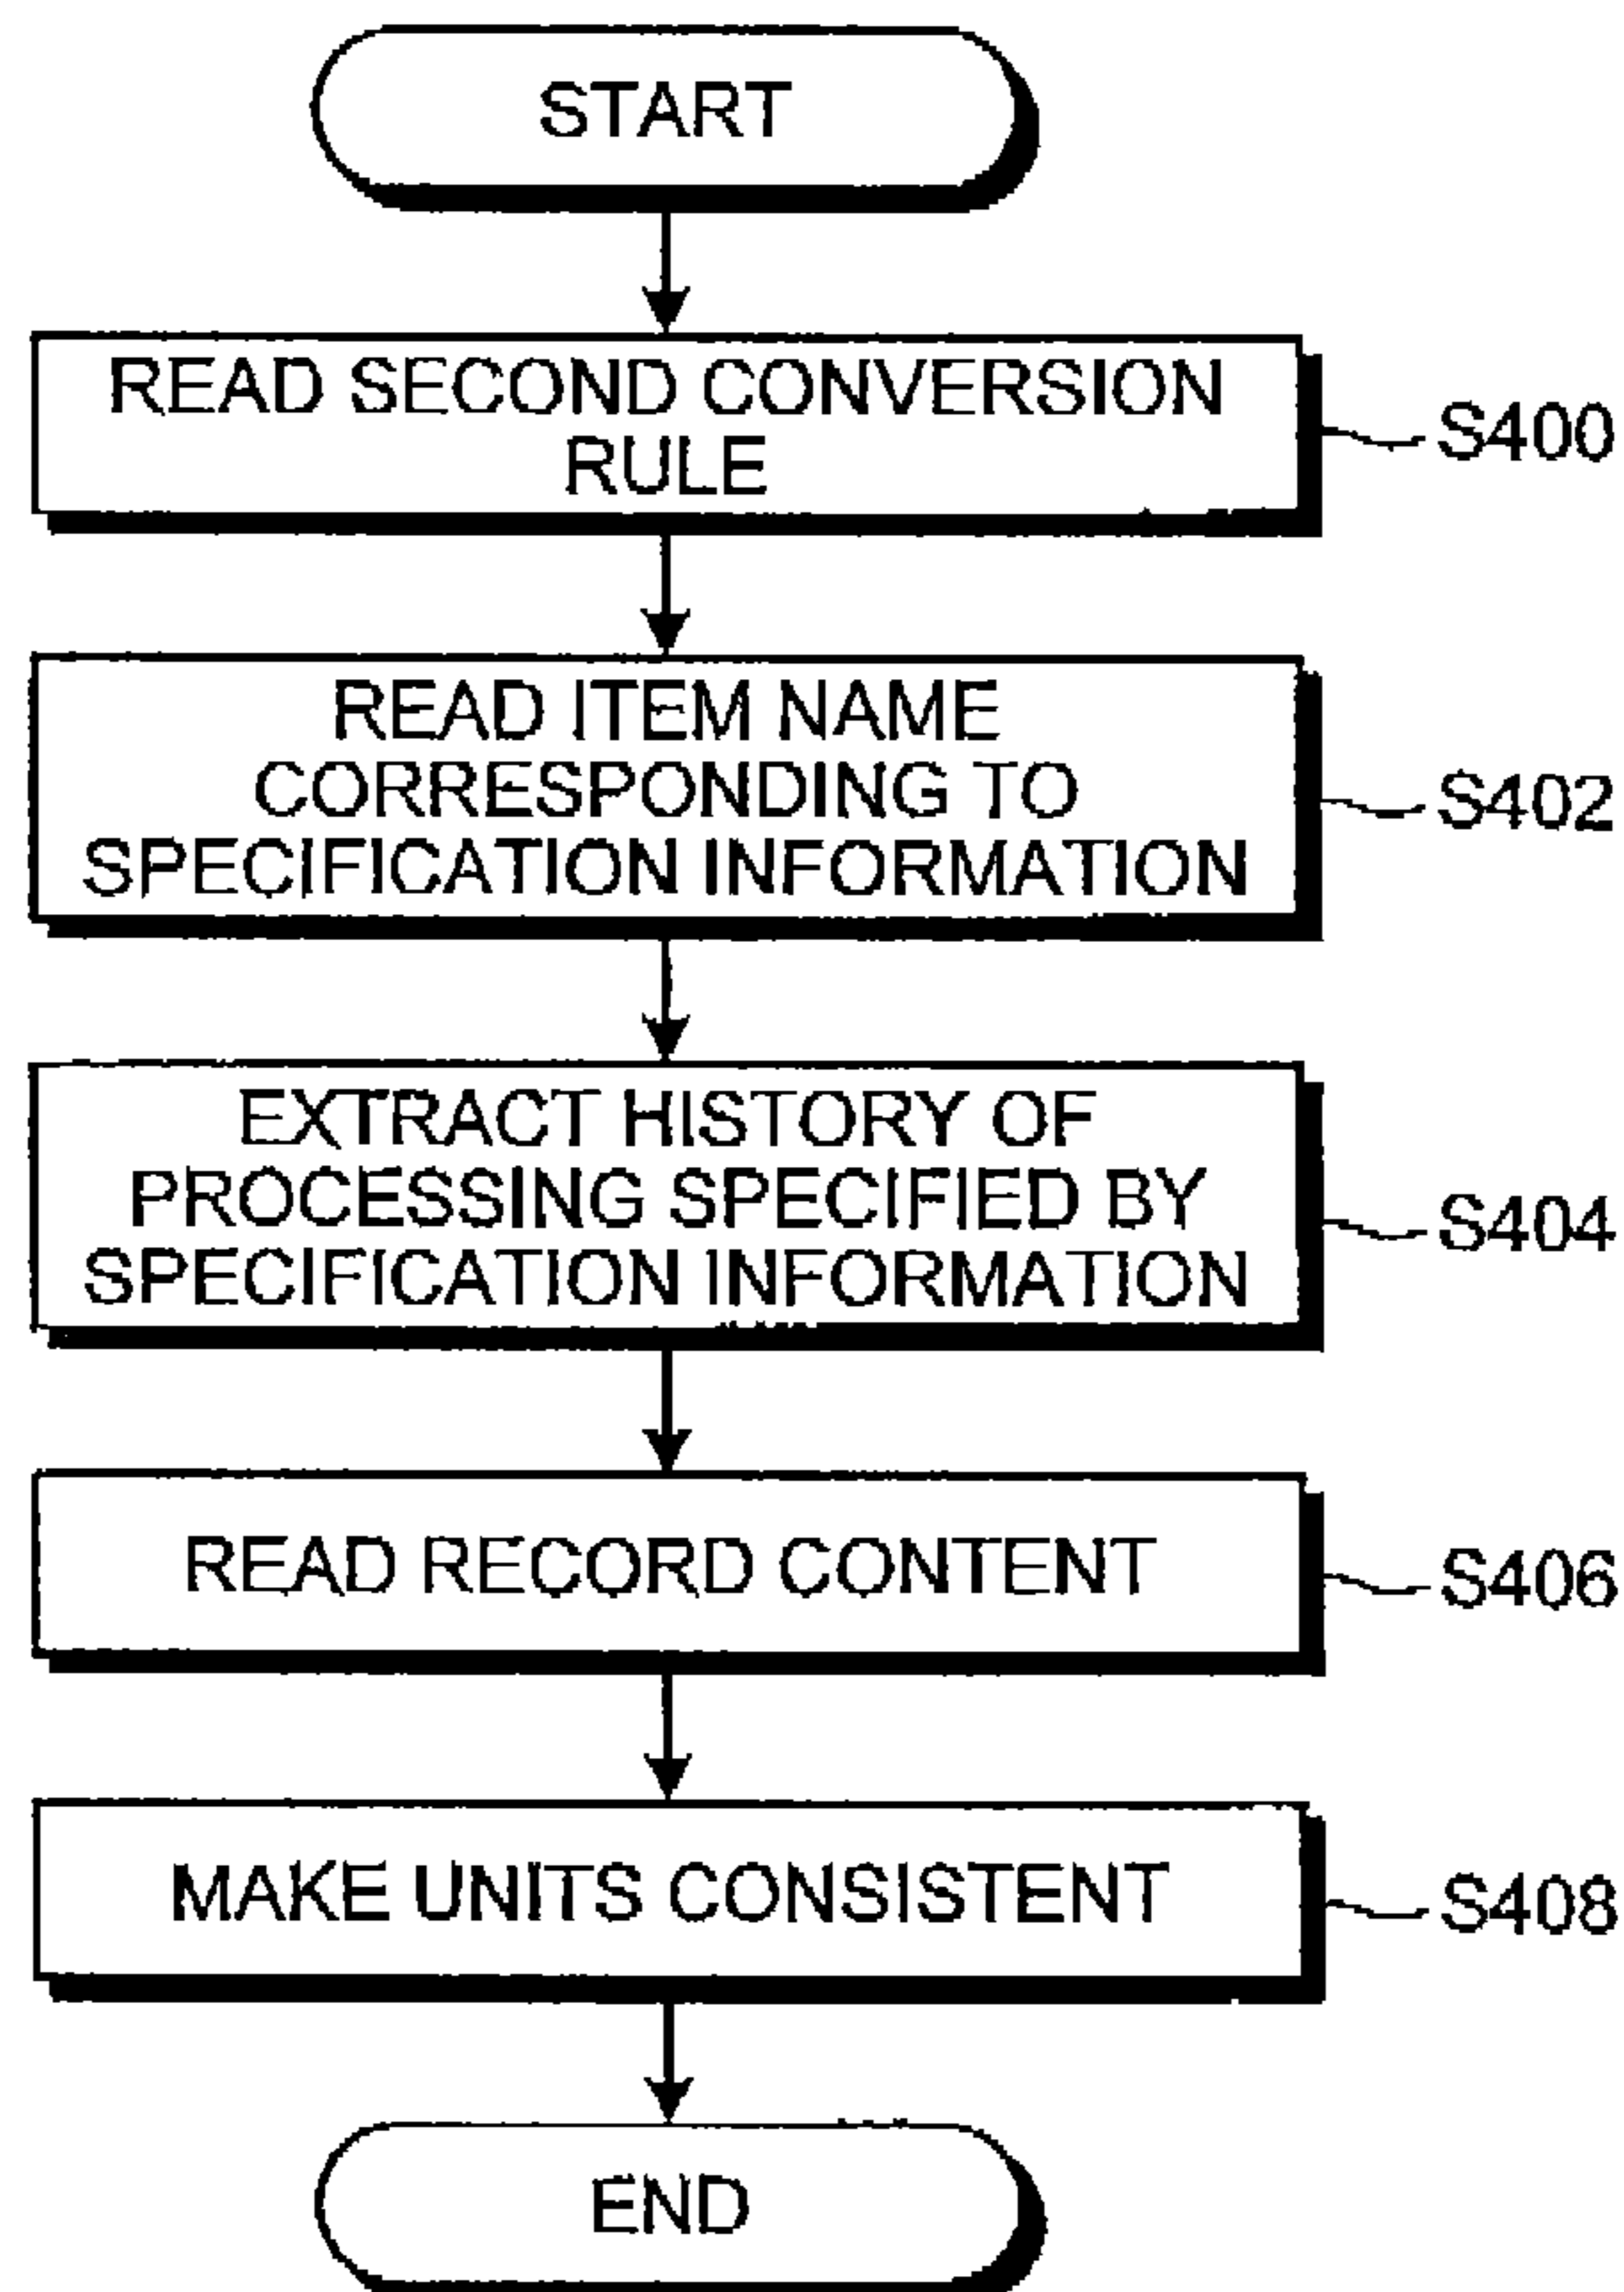 START
READ SECOND CONVERSION
RULE
S400
READ ITEM NAME
CORRESPONDING TO
SPECIFICATION INFORMATION
S402
EXTRACT HISTORY OF
PROCESSING SPECIFIED BY
SPECIFICATION INFORMATION
S404
READ RECORD CONTENT
S406
MAKE UNITS CONSISTENT
S408
END